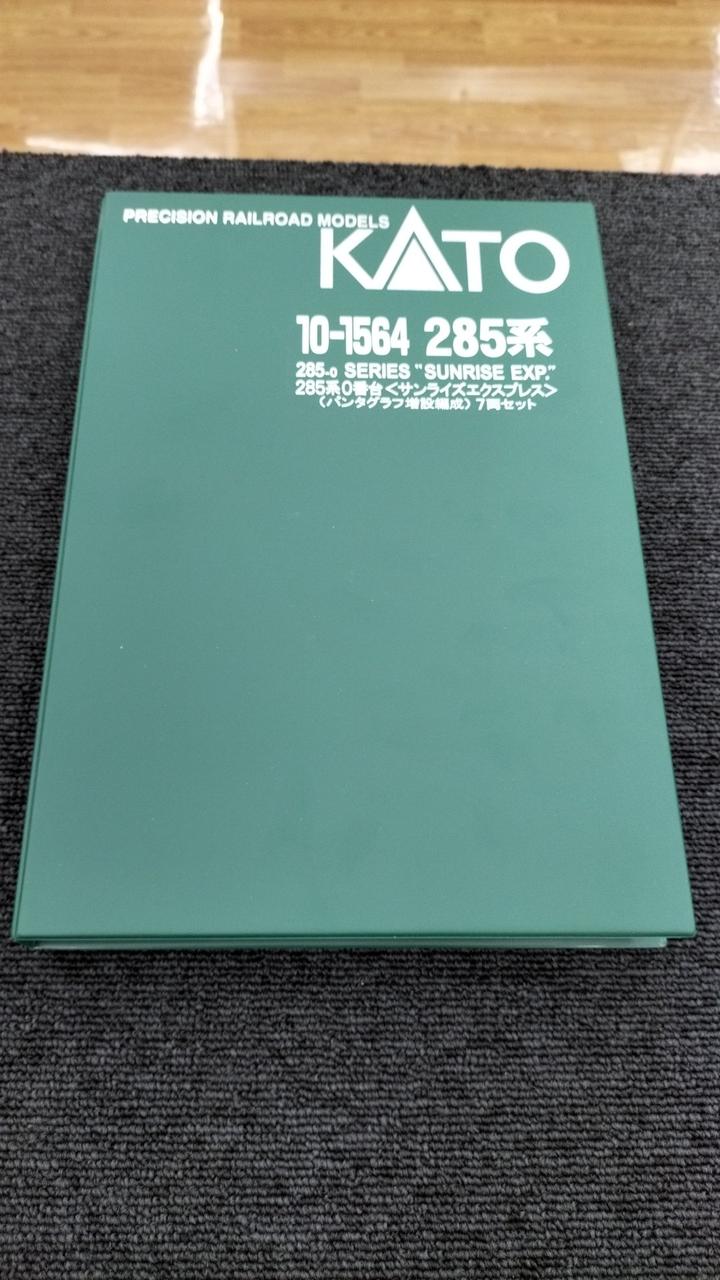 PRECISION RAILROAD MODELS
KATO
10-1564 285系
285-0 SERIES "SUNRISE EXP."
285系0番台<サンライズエクスプレス>
(パンタグラフ増設編成) 7両セット